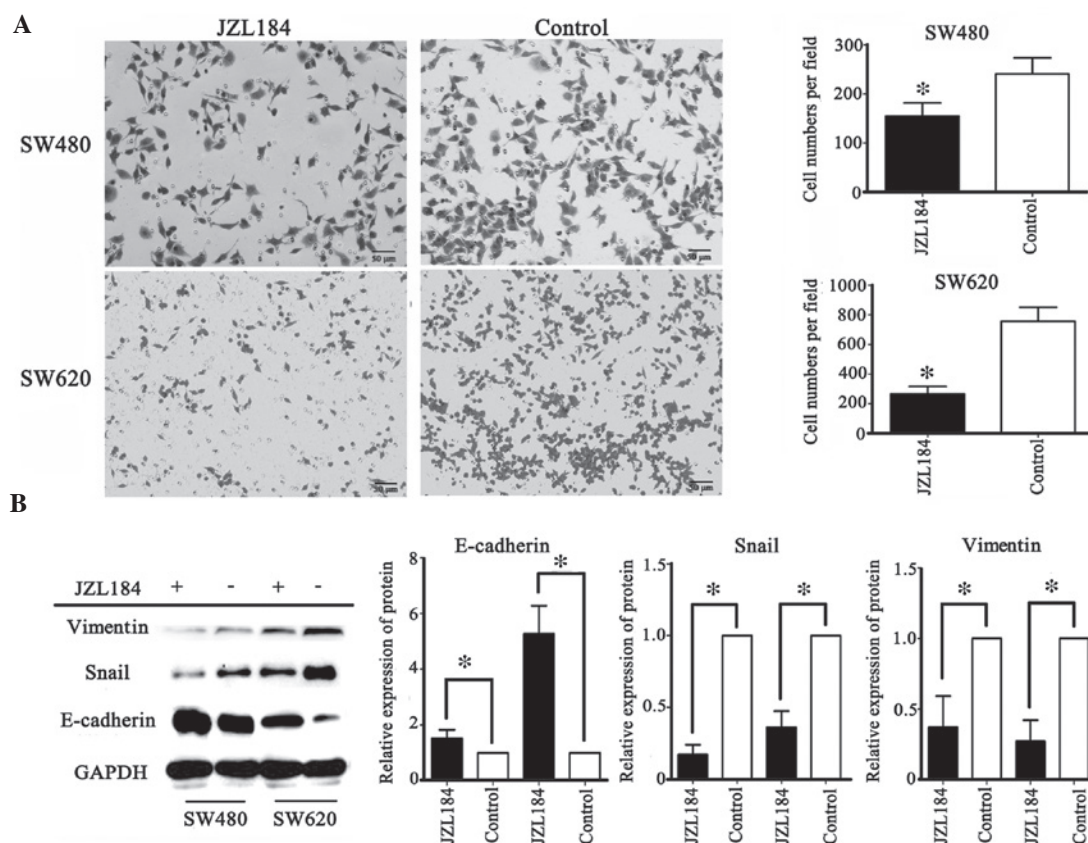 A
JZL184
Control
SW480
SW620
50 μm
50 μm
50 μm
50 μm
SW480
Cell numbers per field
300
200
100
0
*
JZL184
Control
SW620
Cell numbers per field
1000
800
600
400
200
0
*
JZL184
Control
B
JZL184 + - + -
Vimentin
Snail
E-cadherin
GAPDH
SW480 SW620
E-cadherin
Relative expression of protein
8
6
4
2
0
*
*
JZL184
Control
JZL184
Control
Snail
Relative expression of protein
1.5
1.0
0.5
0
*
*
JZL184
Control
JZL184
Control
Vimentin
Relative expression of protein
1.5
1.0
0.5
0
*
*
JZL184
Control
JZL184
Control